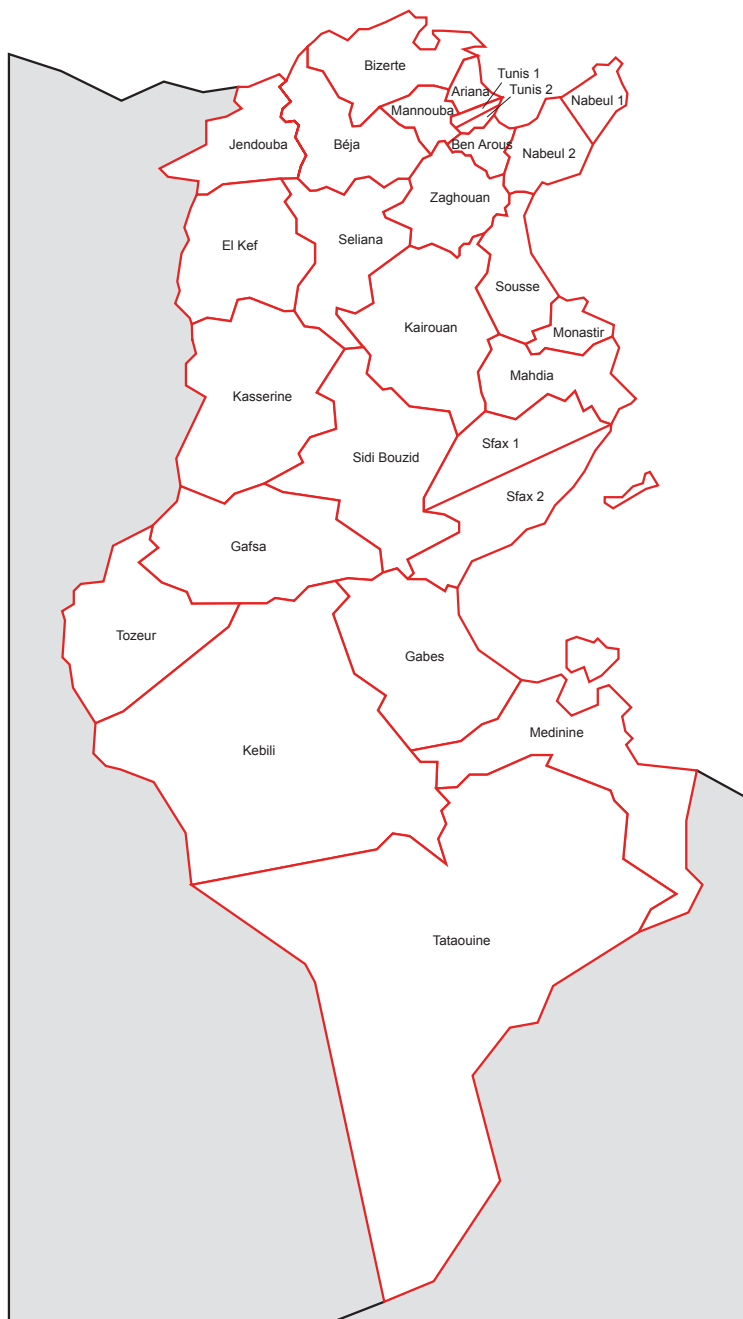 Bizerte
Tunis 1
Tunis 2
Ariana
Nabeul 1
Mannouba
Jendouba
Béja
Ben Arous
Nabeul 2
Zaghouan
El Kef
Seliana
Sousse
Kairouan
Monastir
Mahdia
Kasserine
Sfax 1
Sidi Bouzid
Sfax 2
Gafsa
Tozeur
Gabes
Medinine
Kebili
Tataouine